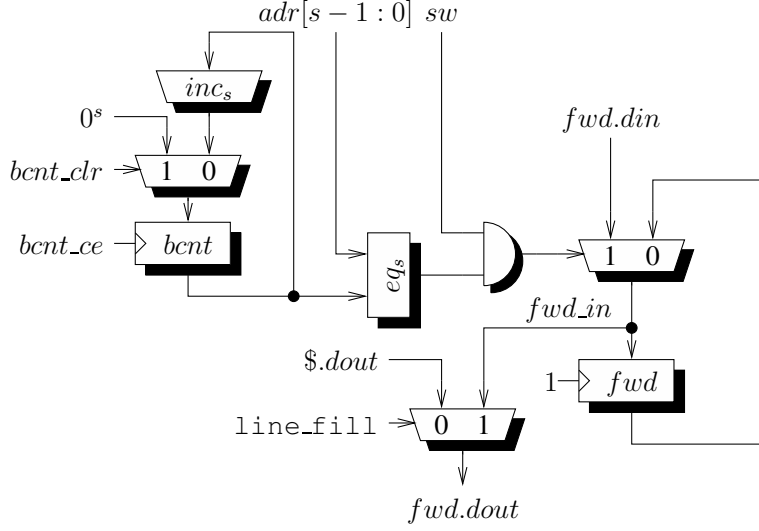 adr[s − 1 : 0] sw
inc_s
0^s
fwd.din
bcnt_clr
1 0
bcnt_ce
bcnt
eq_s
1 0
fwd_in
$.dout
1
fwd
line_fill
0 1
fwd.dout